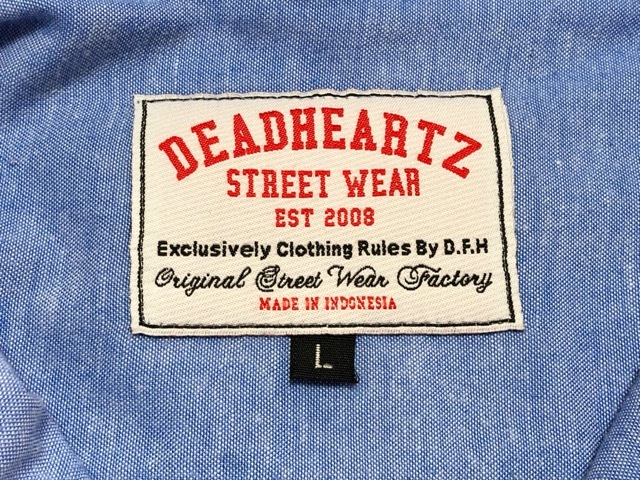 DEADHEARTZ
STREET WEAR
EST 2008
Exclusively Clothing Rules By D.F.H
Original Street Wear Factory
MADE IN INDONESIA
L